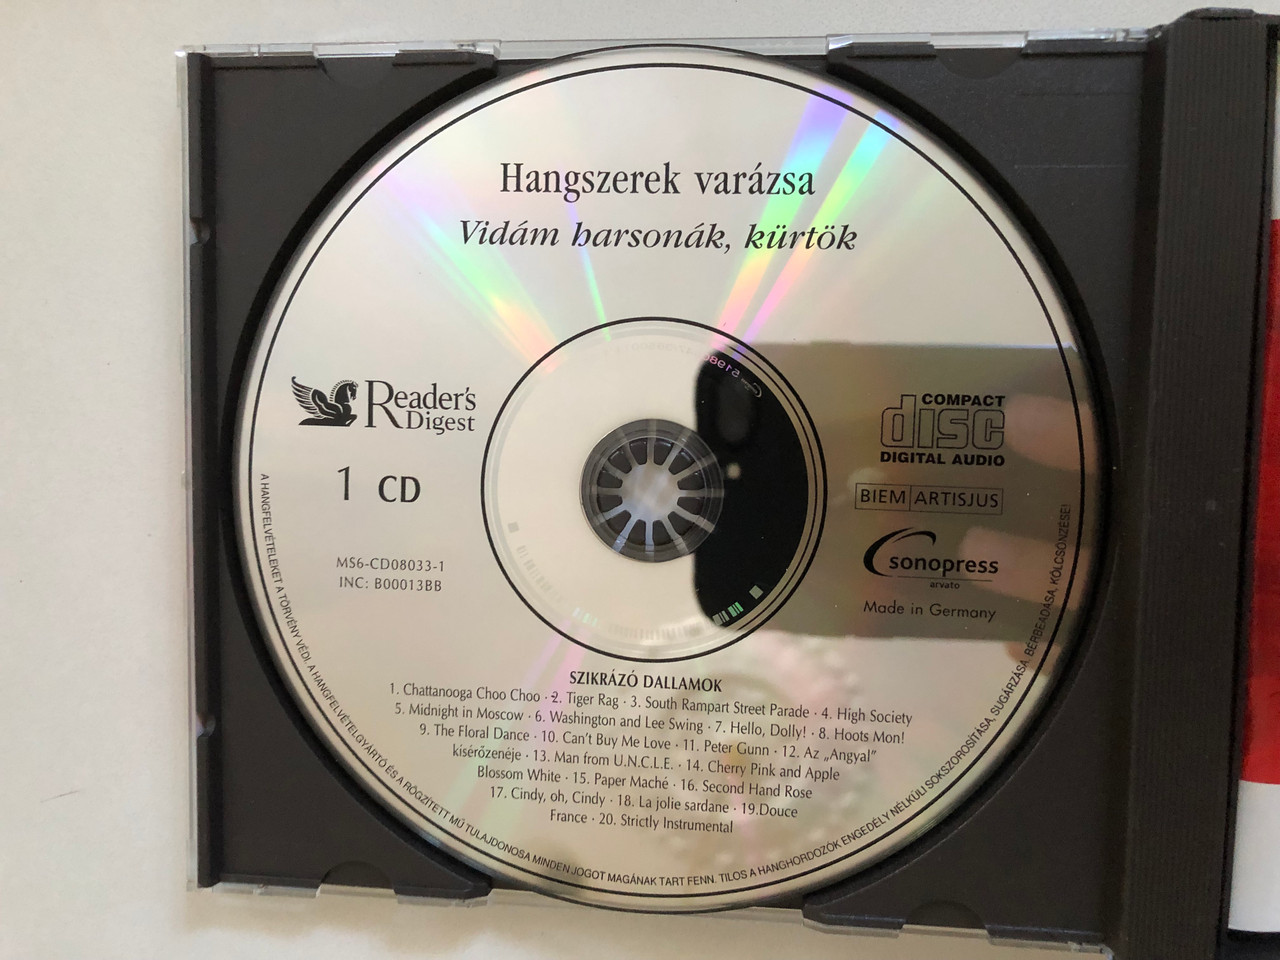 Hangszerek varázsa
Vidám harsonák, kürtök
Reader's
Digest
1 CD
MS6-CD08033-1
INC: B00013BB
COMPACT
disc
DIGITAL AUDIO
BIEM ARTISJUS
sonopress
arvato
Made in Germany
SZIKRÁZÓ DALLAMOK
1. Chattanooga Choo Choo · 2. Tiger Rag · 3. South Rampart Street Parade · 4. High Society
5. Midnight in Moscow · 6. Washington and Lee Swing · 7. Hello, Dolly! · 8. Hoots Mon!
9. The Floral Dance · 10. Can't Buy Me Love · 11. Peter Gunn · 12. Az „Angyal”
kísérőzenéje · 13. Man from U.N.C.L.E. · 14. Cherry Pink and Apple
Blossom White · 15. Paper Maché · 16. Second Hand Rose
17. Cindy, oh, Cindy · 18. La jolie sardane · 19.Douce
France · 20. Strictly Instrumental
A HANGFELVÉTELEKET A TÖRVÉNY VÉDI. A HANGFELVÉTELGYÁRTÓ ÉS A RÖGZÍTETT MŰ TULAJDONOSA MINDEN JOGOT MAGÁNAK TART FENN. TILOS A HANGHORDOZÓK ENGEDÉLY NÉLKÜLI SOKSZOROSÍTÁSA, SUGÁRZÁSA, BÉRBEADÁSA, KÖLCSÖNZÉSE!